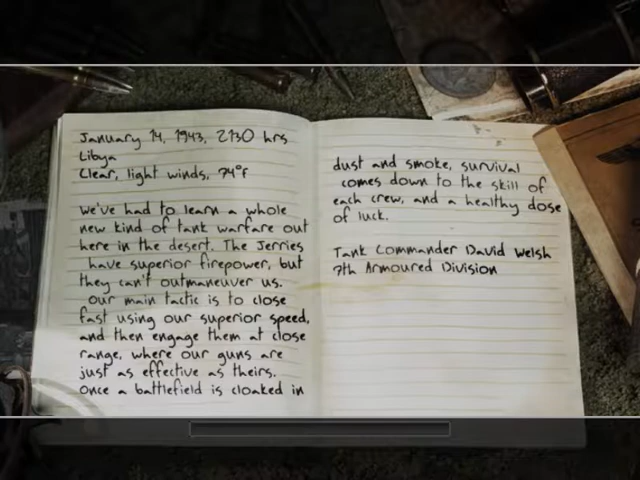 January 14, 1943, 2130 hrs
Libya
Clear, light winds, 74°F
We've had to learn a whole
new kind of tank warfare out
here in the desert. The Jerries
have superior firepower, but
they can't outmaneuver us.
Our main tactic is to close
fast using our superior speed,
and then engage them at close
range, where our guns are
just as effective as theirs.
Once a battlefield is cloaked in
dust and smoke, survival
comes down to the skill of
each crew, and a healthy dose
of luck.
Tank Commander David Welsh
7th Armoured Division